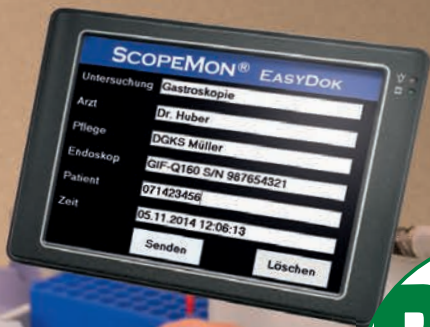 SCOPEMON® EASYDOK
Untersuchung Gastroskopie
Arzt Dr. Huber
Pflege DGKS Müller
Endoskop GIF-Q160 S/N 987654321
Patient 071423456
Zeit 05.11.2014 12:06:13
Senden Löschen